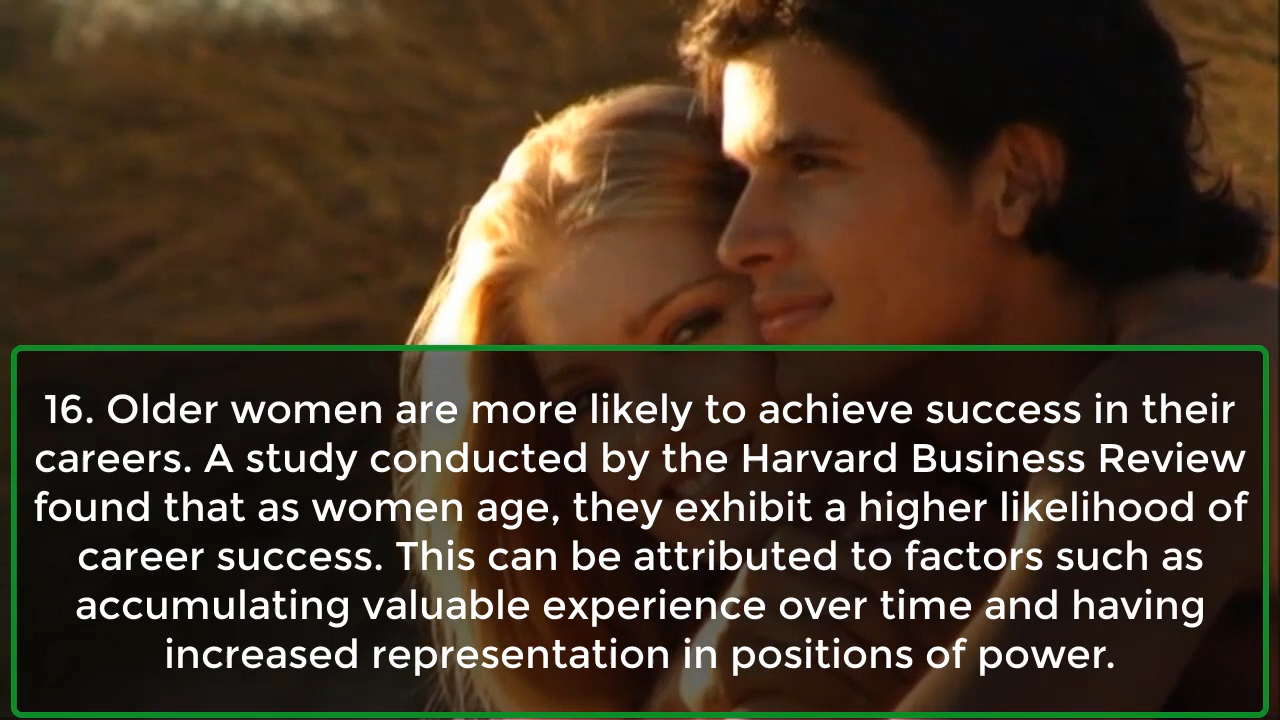 16. Older women are more likely to achieve success in their
careers. A study conducted by the Harvard Business Review
found that as women age, they exhibit a higher likelihood of
career success. This can be attributed to factors such as
accumulating valuable experience over time and having
increased representation in positions of power.